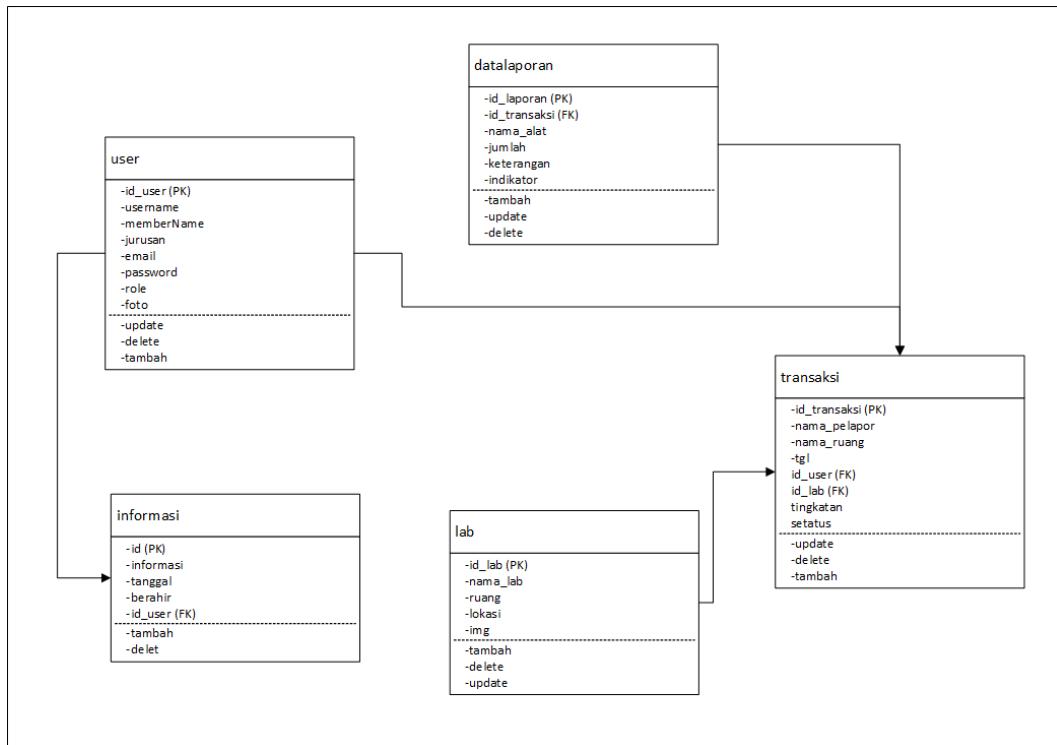 datalaporan
-id_laporan (PK)
-id_transaksi (FK)
-nama_alat
-jumlah
-keterangan
-indikator
-tambah
-update
-delete
user
-id_user (PK)
-username
-memberName
-jurusan
-email
-password
-role
-foto
-update
-delete
-tambah
transaksi
-id_transaksi (PK)
-nama_pelapor
-nama_ruang
-tgl
id_user (FK)
id_lab (FK)
tingkatan
setatus
-update
-delete
-tambah
informasi
-id (PK)
-informasi
-tanggal
-berahir
-id_user (FK)
-tambah
-delet
lab
-id_lab (PK)
-nama_lab
-ruang
-lokasi
-img
-tambah
-delete
-update